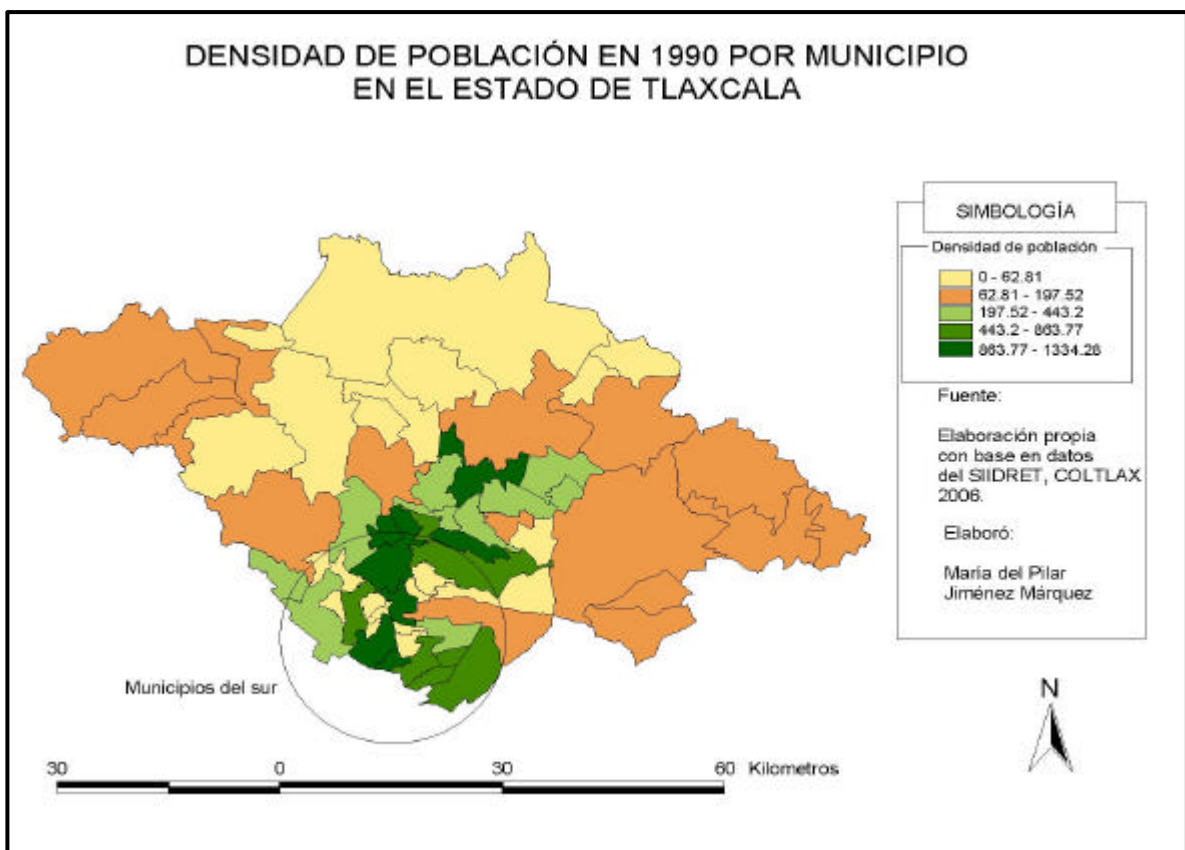 DENSIDAD DE POBLACIÓN EN 1990 POR MUNICIPIO
EN EL ESTADO DE TLAXCALA
SIMBOLOGÍA
Densidad de población
0 - 62.81
62.81 - 197.52
197.52 - 443.2
443.2 - 863.77
863.77 - 1334.28
Fuente:
Elaboración propia
con base en datos
del SIIDRET, COLTLAX
2006.
Elaboró:
María del Pilar
Jiménez Márquez
Municipios del sur
N
30 0 30 60 Kilometros